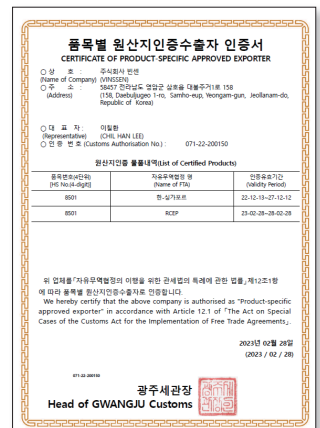 품목별 원산지인증수출자 인증서
CERTIFICATE OF PRODUCT-SPECIFIC APPROVED EXPORTER
○ 상 호 : 주식회사 빈센
(Name of Company) (VINSSEN)
○ 주 소 : 58457 전라남도 영암군 삼호읍 대불주거1로 158
(Address) (158, Daebuljugeo 1-ro, Samho-eup, Yeongam-gun, Jeollanam-do,
Republic of Korea)
○ 대 표 자 : 이칠환
(Representative) (CHIL HAN LEE)
○ 인 증 번 호 (Customs Authorisation No.) : 071-22-200150
원산지인증 물품내역(List of Certified Products)
품목번호(4단위) 자유무역협정 명 인증유효기간
(HS No.(4-digit)) (Name of FTA) (Validity Period)
8501 한-싱가포르 22-12-13~27-12-12
8501 RCEP 23-02-28~28-02-28
위 업체를「자유무역협정의 이행을 위한 관세법의 특례에 관한 법률」제12조1항
에 따라 품목별 원산지인증수출자로 인증합니다.
We hereby certify that the above company is authorised as "Product-specific
approved exporter" in accordance with Article 12.1 of 「The Act on Special
Cases of the Customs Act for the Implementation of Free Trade Agreements」.
2023년 02월 28일
(2023 / 02 / 28)
071-22-200150
광주세관장
Head of GWANGJU Customs